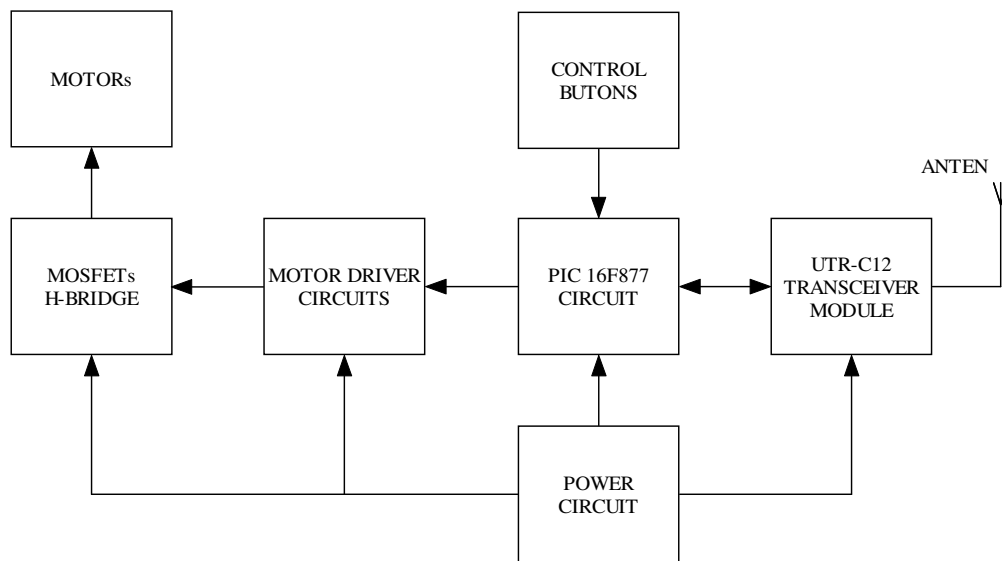 MOTORs
CONTROL
BUTONS
ANTEN
MOSFETs
H-BRIDGE
MOTOR DRIVER
CIRCUITS
PIC 16F877
CIRCUIT
UTR-C12
TRANSCEIVER
MODULE
POWER
CIRCUIT